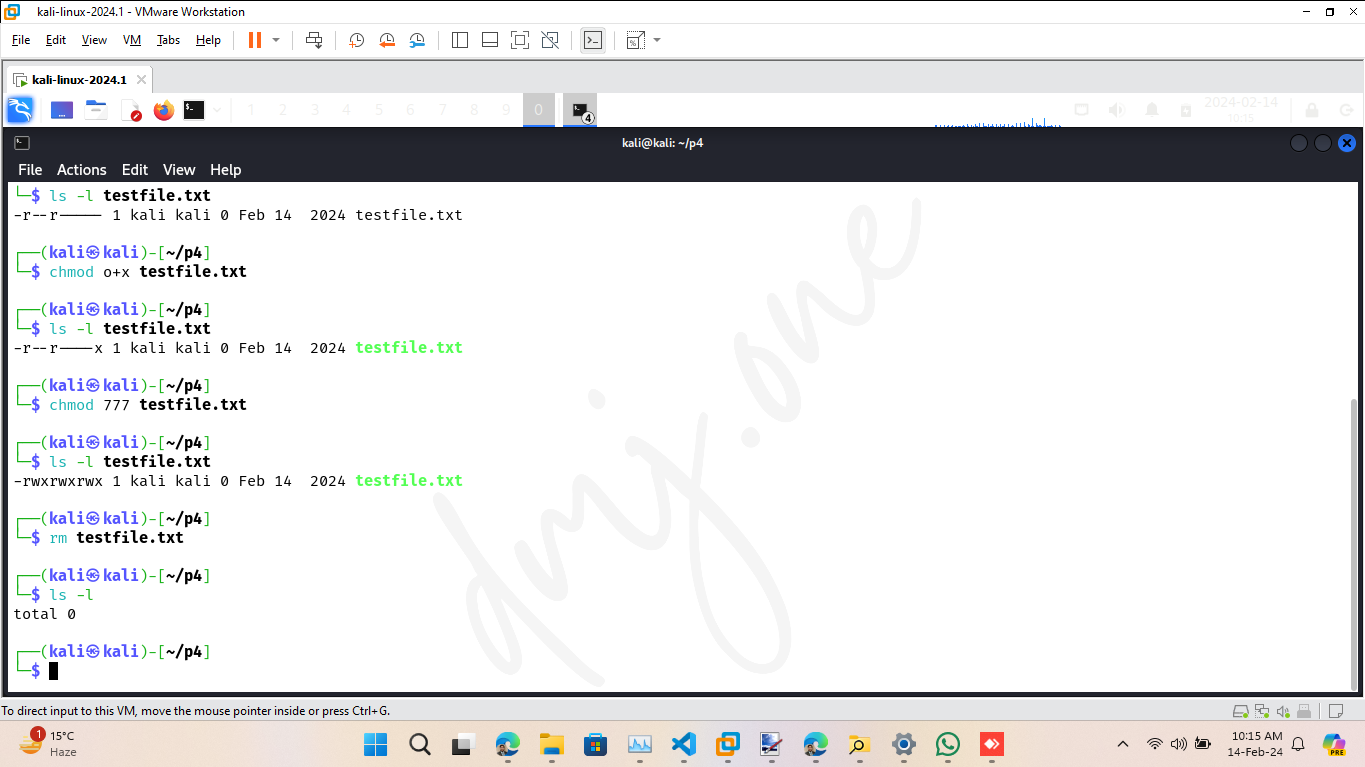 kali-linux-2024.1 - VMware Workstation
File Edit View VM Tabs Help
kali-linux-2024.1
1 2 3 4 5 6 7 8 9 0 4 2024-02-14
10:15
kali@kali: ~/p4
File Actions Edit View Help
└─$ ls -l testfile.txt
-r--r----- 1 kali kali 0 Feb 14  2024 testfile.txt
┌──(kali㉿kali)-[~/p4]
└─$ chmod o+x testfile.txt
┌──(kali㉿kali)-[~/p4]
└─$ ls -l testfile.txt
-r--r----x 1 kali kali 0 Feb 14  2024 testfile.txt
┌──(kali㉿kali)-[~/p4]
└─$ chmod 777 testfile.txt
┌──(kali㉿kali)-[~/p4]
└─$ ls -l testfile.txt
-rwxrwxrwx 1 kali kali 0 Feb 14  2024 testfile.txt
┌──(kali㉿kali)-[~/p4]
└─$ rm testfile.txt
┌──(kali㉿kali)-[~/p4]
└─$ ls -l
total 0
┌──(kali㉿kali)-[~/p4]
└─$
dmj.one
To direct input to this VM, move the mouse pointer inside or press Ctrl+G.
1 15°C
Haze
10:15 AM
14-Feb-24
PRE